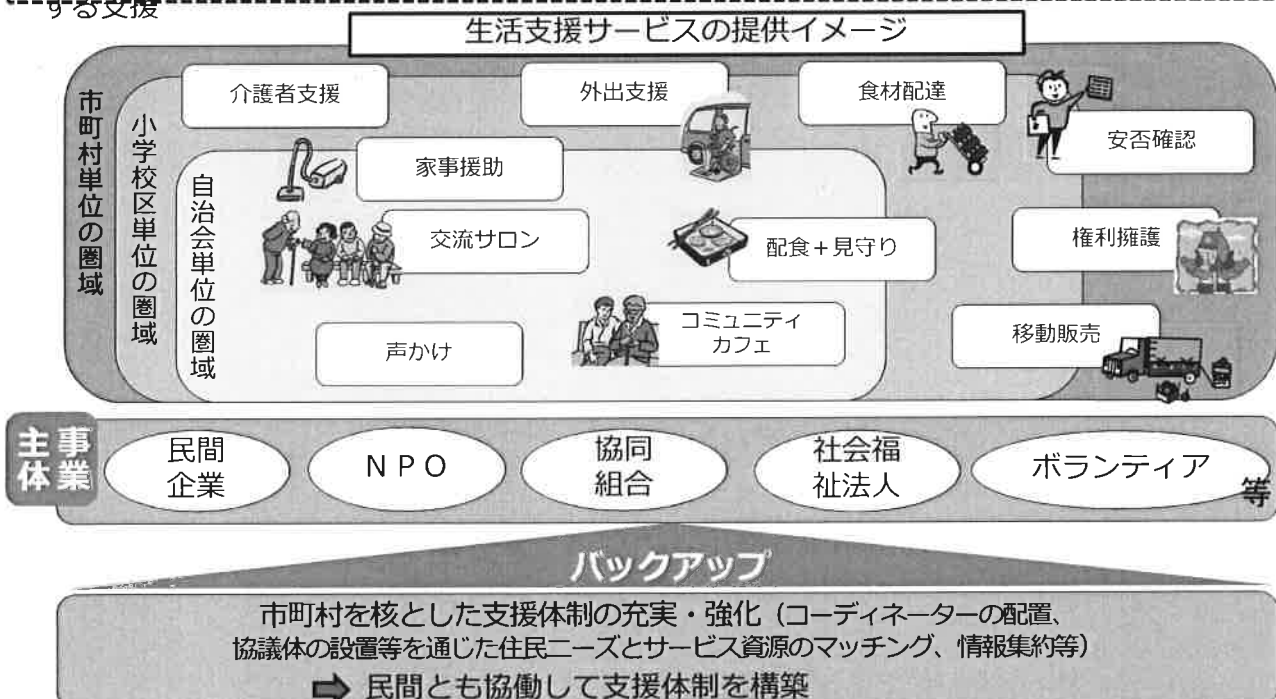 する支援
生活支援サービスの提供イメージ
市町村単位の圏域
小学校区単位の圏域
自治会単位の圏域
介護者支援
外出支援
食材配達
安否確認
家事援助
交流サロン
配食＋見守り
権利擁護
声かけ
コミュニティ
カフェ
移動販売
事業
主体
民間
企業
ＮＰＯ
協同
組合
社会福
祉法人
ボランティア
等
バックアップ
市町村を核とした支援体制の充実・強化（コーディネーターの配置、
協議体の設置等を通じた住民ニーズとサービス資源のマッチング、情報集約等）
➡ 民間とも協働して支援体制を構築